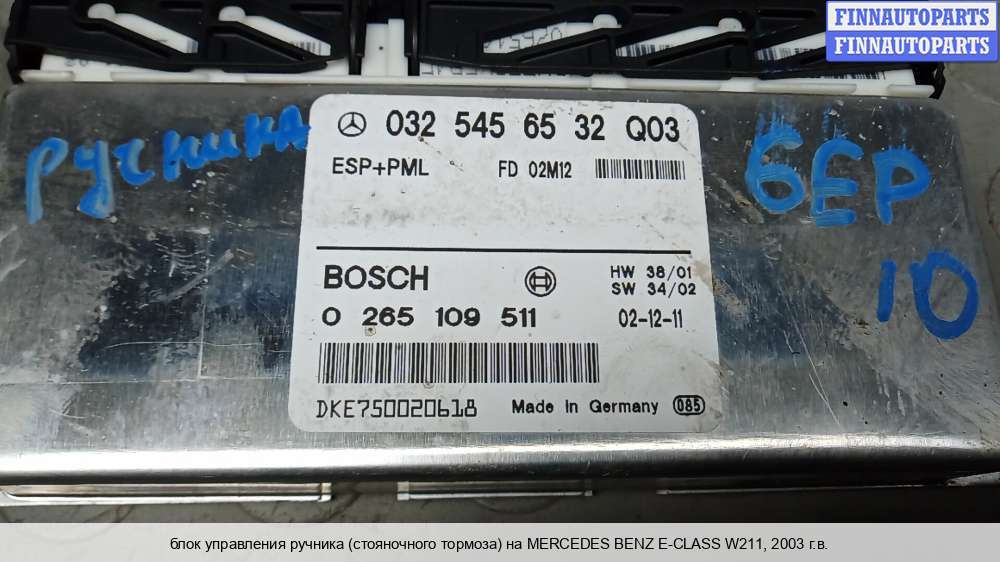 FINNAUTOPARTS
FINNAUTOPARTS
032 545 65 32 Q03
ESP+PML FD 02M12
ручника
БЕР
10
BOSCH HW 38/01
SW 34/02
0 265 109 511 02-12-11
DKE750020618 Made in Germany 085
блок управления ручника (стояночного тормоза) на MERCEDES BENZ E-CLASS W211, 2003 г.в.